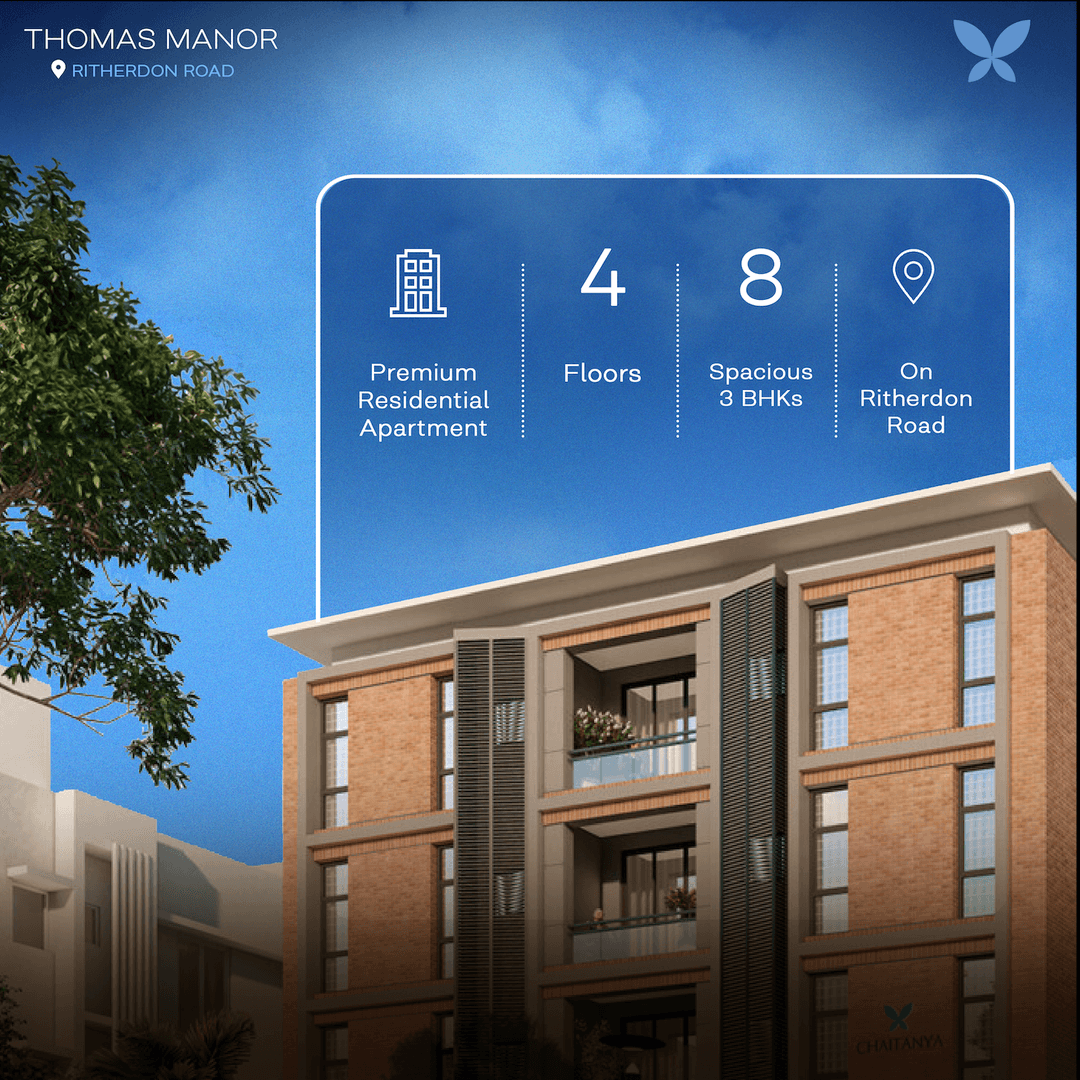 THOMAS MANOR
RITHERDON ROAD
Premium
Residential
Apartment
4
Floors
8
Spacious
3 BHKs
On
Ritherdon
Road
CHAITANYA